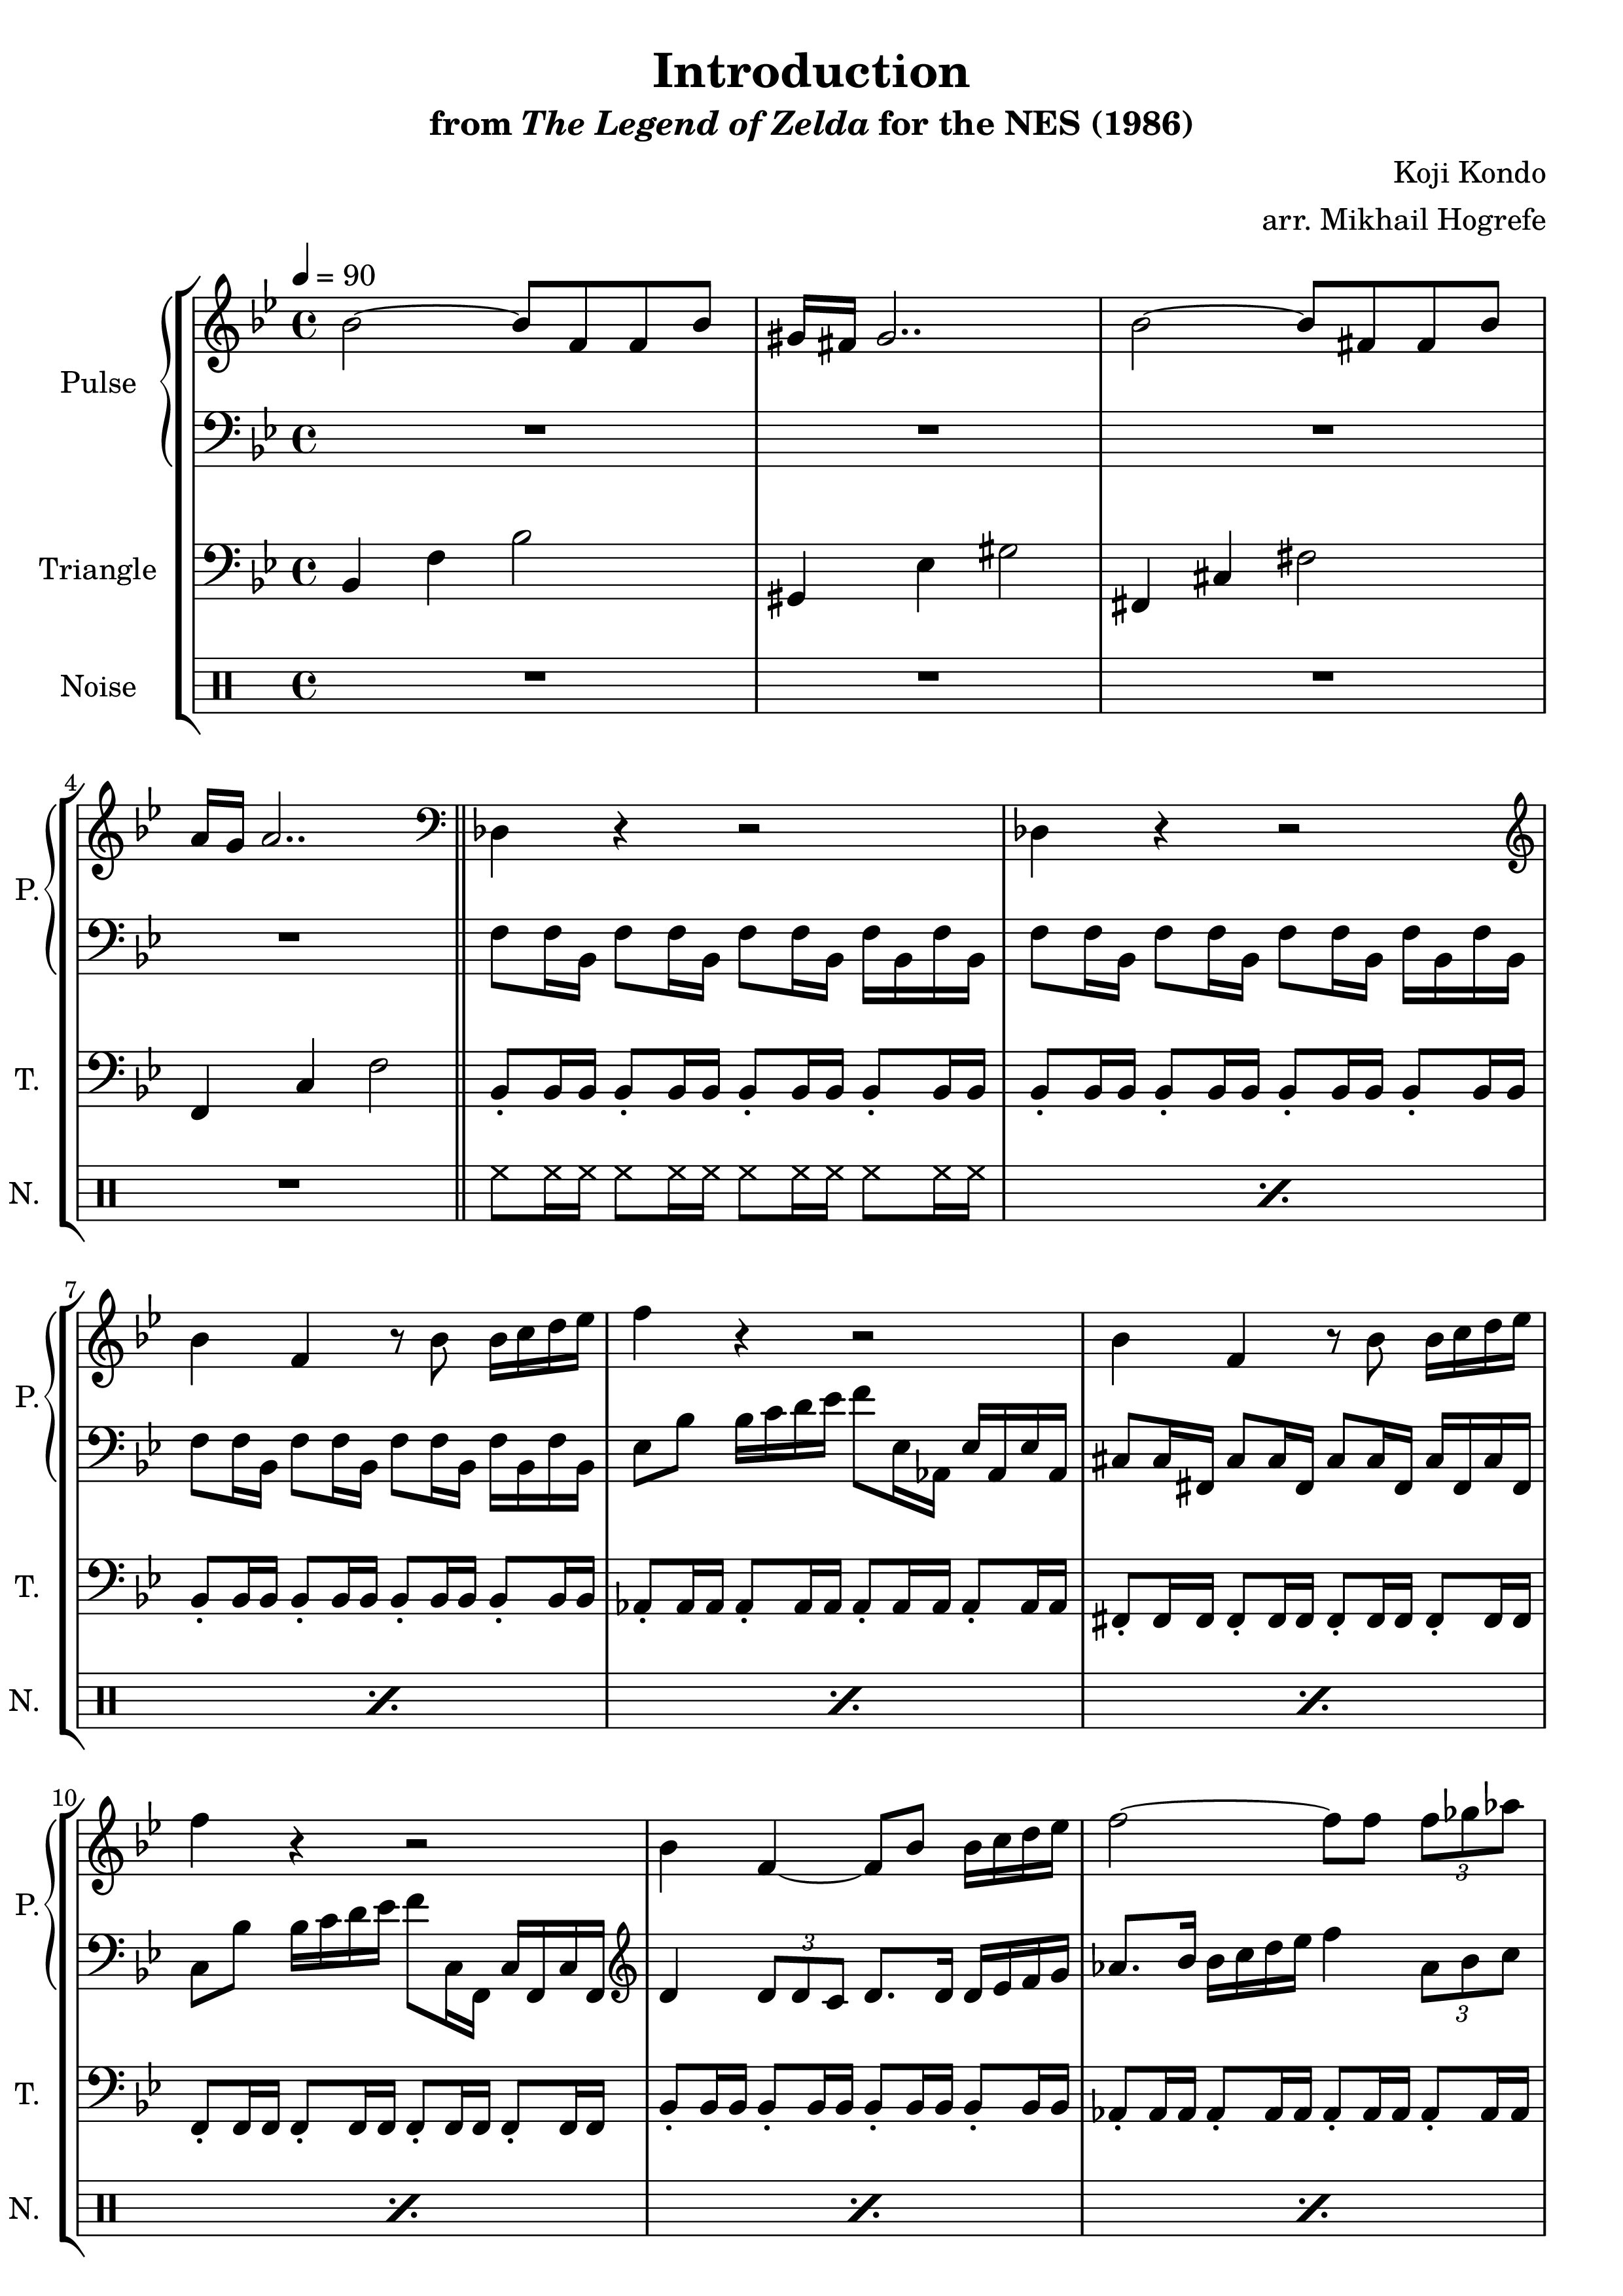 Introduction
from The Legend of Zelda for the NES (1986)
Koji Kondo
arr. Mikhail Hogrefe
= 90
Pulse
Triangle
Noise
4
P.
T.
N.
7
P.
T.
N.
10
3
3
P.
3
T.
N.